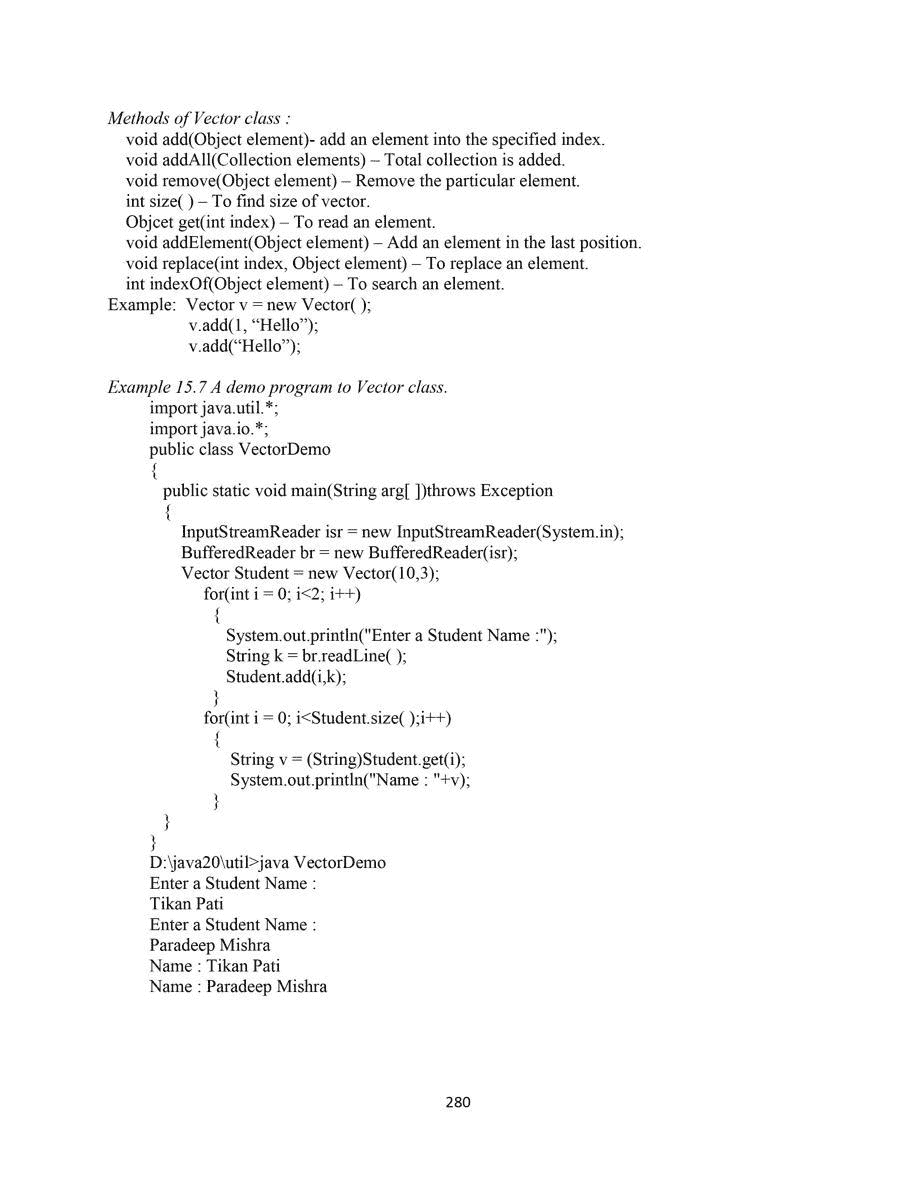 Methods of Vector class :
void add(Object element)- add an element into the specified index.
void addAll(Collection elements) – Total collection is added.
void remove(Object element) – Remove the particular element.
int size( ) – To find size of vector.
Objcet get(int index) – To read an element.
void addElement(Object element) – Add an element in the last position.
void replace(int index, Object element) – To replace an element.
int indexOf(Object element) – To search an element.
Example:  Vector v = new Vector( );
v.add(1, “Hello”);
v.add(“Hello”);
Example 15.7 A demo program to Vector class.
import java.util.*;
import java.io.*;
public class VectorDemo
{
public static void main(String arg[ ])throws Exception
{
InputStreamReader isr = new InputStreamReader(System.in);
BufferedReader br = new BufferedReader(isr);
Vector Student = new Vector(10,3);
for(int i = 0; i<2; i++)
{
System.out.println("Enter a Student Name :");
String k = br.readLine( );
Student.add(i,k);
}
for(int i = 0; i<Student.size( );i++)
{
String v = (String)Student.get(i);
System.out.println("Name : "+v);
}
}
}
D:\java20\util>java VectorDemo
Enter a Student Name :
Tikan Pati
Enter a Student Name :
Paradeep Mishra
Name : Tikan Pati
Name : Paradeep Mishra
280